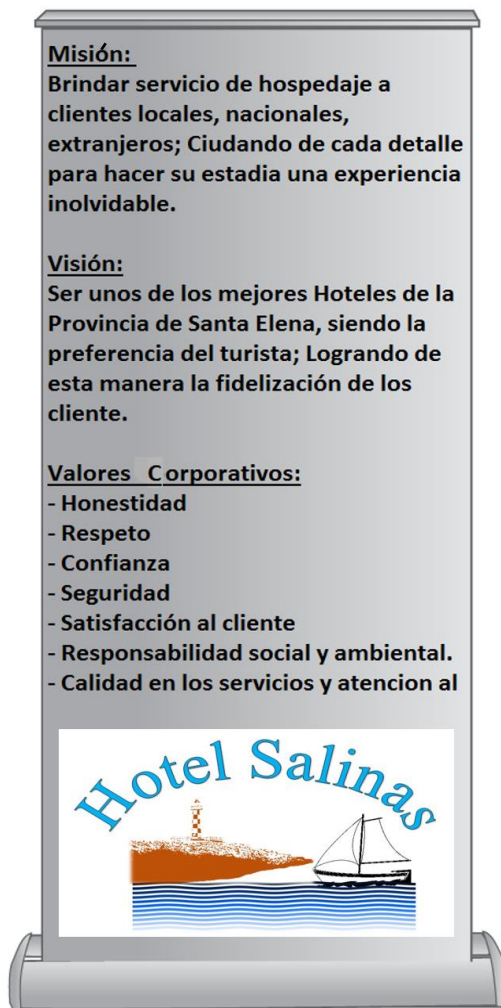 Misión:
Brindar servicio de hospedaje a
clientes locales, nacionales,
extranjeros; Ciudando de cada detalle
para hacer su estadia una experiencia
inolvidable.
Visión:
Ser unos de los mejores Hoteles de la
Provincia de Santa Elena, siendo la
preferencia del turista; Logrando de
esta manera la fidelización de los
cliente.
Valores Corporativos:
- Honestidad
- Respeto
- Confianza
- Seguridad
- Satisfacción al cliente
- Responsabilidad social y ambiental.
- Calidad en los servicios y atencion al
Hotel Salinas